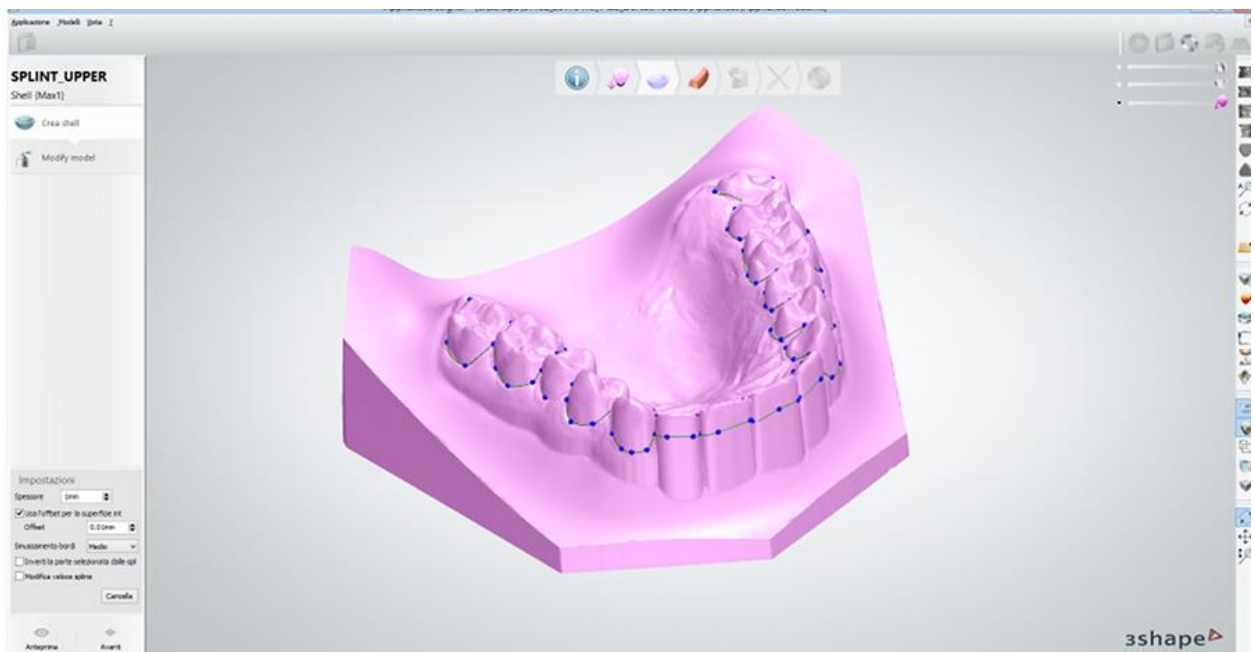 Applicazione Modelli Vista ?
SPLINT_UPPER
Shell (Max1)
Crea shell
Modify model
Impostazioni
Spessore 1mm
Usa l'offset per la superficie int
Offset 0.01mm
Smussamento bordi Medio
Inverti la parte selezionata dalle spl
Modifica veloce spline
Cancella
Anteprima Avanti
3shape